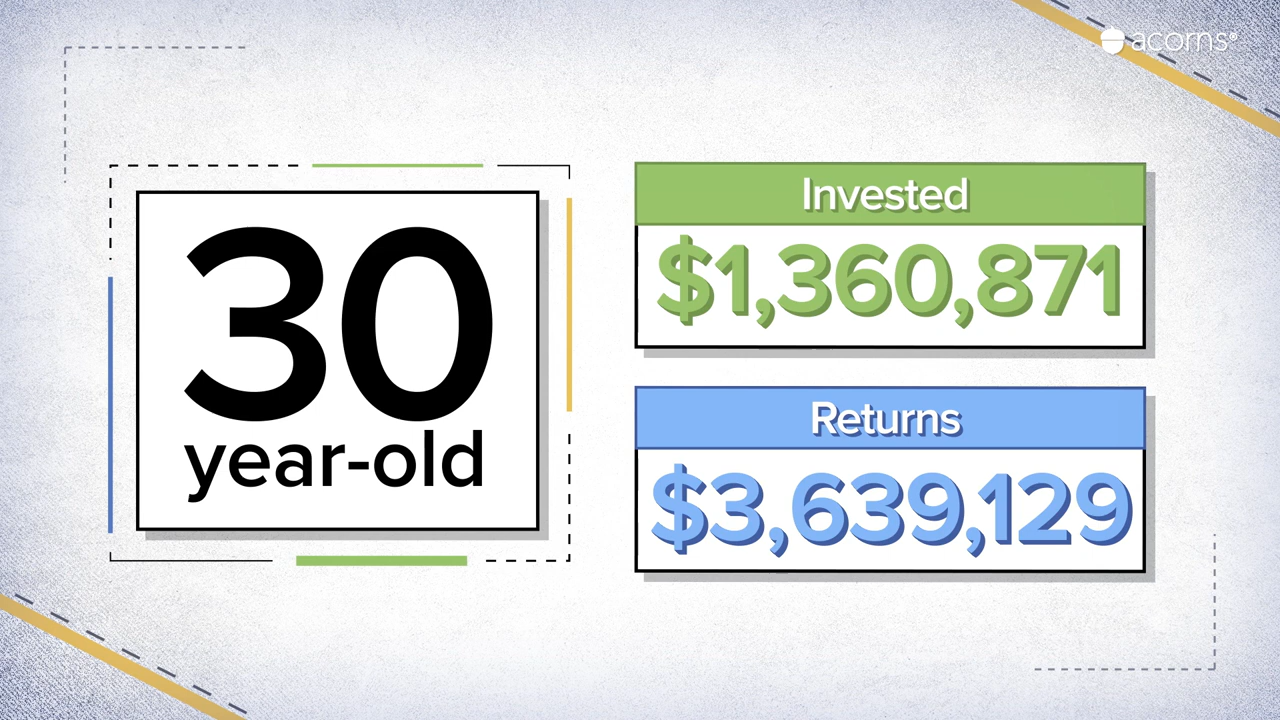 acorns®
30
year-old
Invested
$1,360,871
Returns
$3,639,129